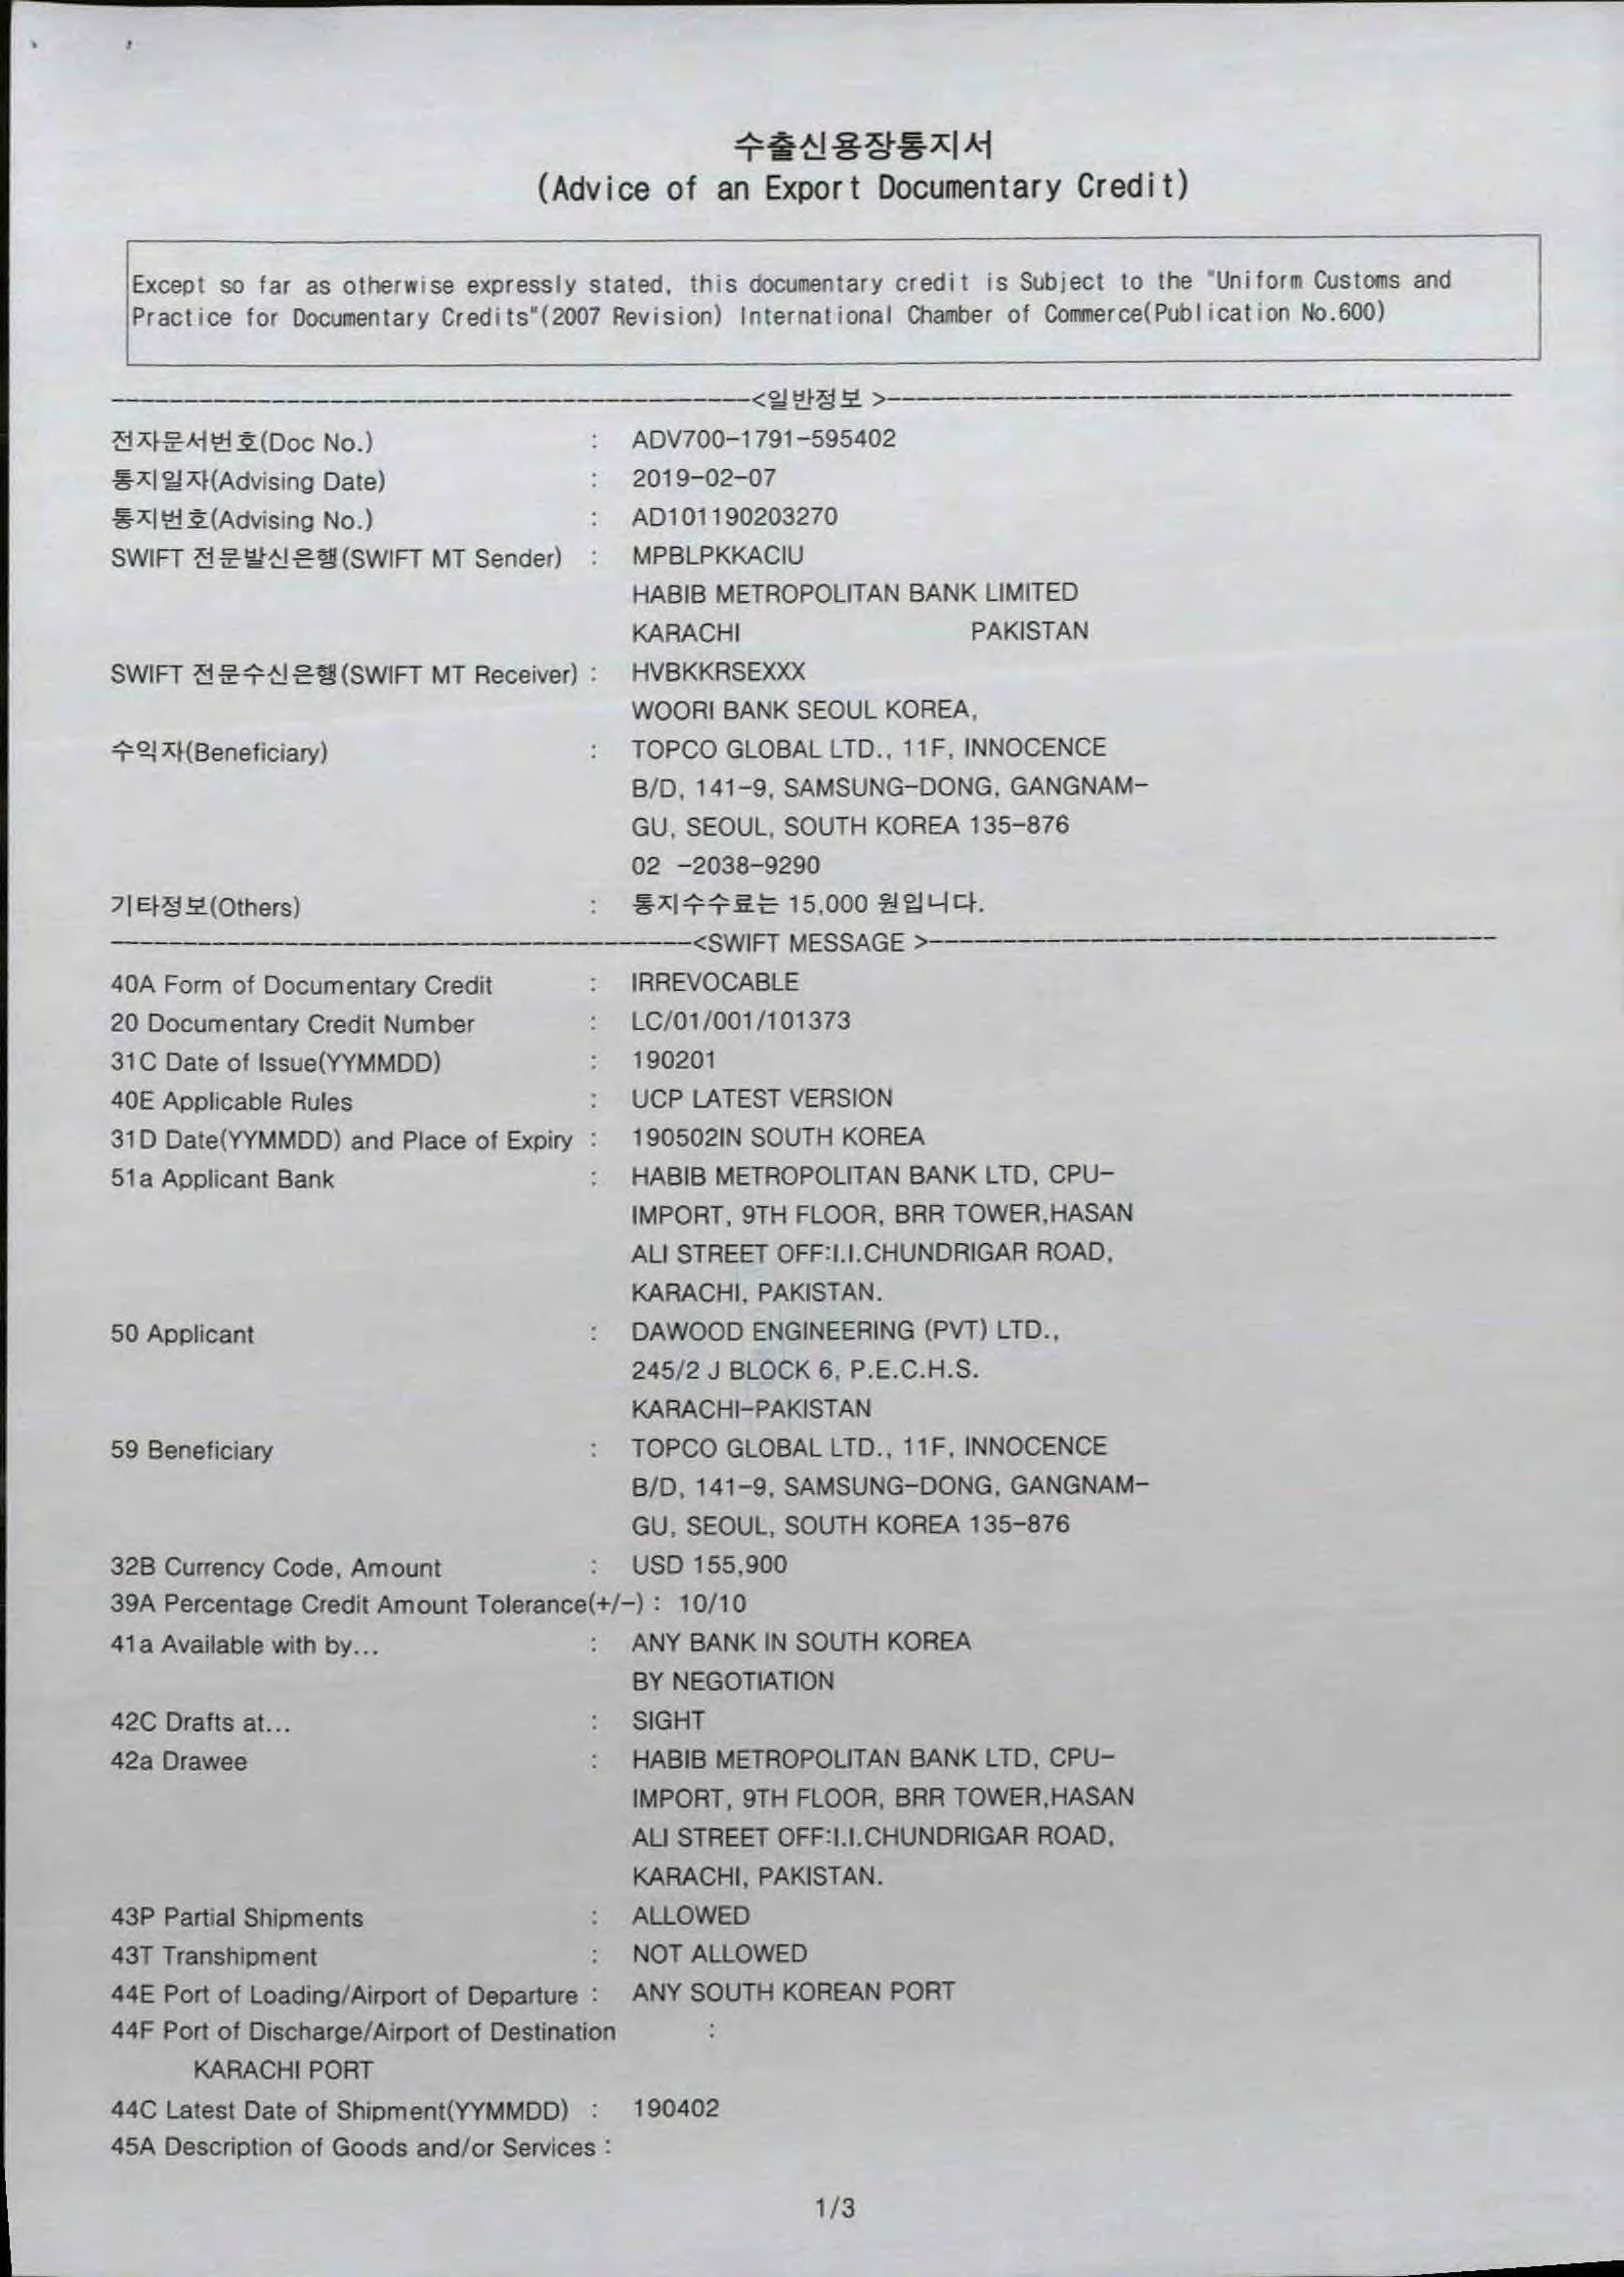 수출신용장통지서
(Advice of an Export Documentary Credit)
Except so far as otherwise expressly stated, this documentary credit is Subject to the "Uniform Customs and
Practice for Documentary Credits"(2007 Revision) International Chamber of Commerce(Publication No.600)
<일반정보 >
전자문서번호(Doc No.) : ADV700-1791-595402
통지일자(Advising Date) : 2019-02-07
통지번호(Advising No.) : AD101190203270
SWIFT 전문발신은행(SWIFT MT Sender) : MPBLPKKACIU
HABIB METROPOLITAN BANK LIMITED
KARACHI PAKISTAN
SWIFT 전문수신은행(SWIFT MT Receiver) : HVBKKRSEXXX
WOORI BANK SEOUL KOREA,
수익자(Beneficiary) : TOPCO GLOBAL LTD., 11F, INNOCENCE
B/D, 141-9, SAMSUNG-DONG, GANGNAM-
GU, SEOUL, SOUTH KOREA 135-876
02 -2038-9290
기타정보(Others) : 통지수수료는 15,000 원입니다.
<SWIFT MESSAGE >
40A Form of Documentary Credit : IRREVOCABLE
20 Documentary Credit Number : LC/01/001/101373
31C Date of Issue(YYMMDD) : 190201
40E Applicable Rules : UCP LATEST VERSION
31D Date(YYMMDD) and Place of Expiry : 190502IN SOUTH KOREA
51a Applicant Bank : HABIB METROPOLITAN BANK LTD, CPU-
IMPORT, 9TH FLOOR, BRR TOWER,HASAN
ALI STREET OFF:I.I.CHUNDRIGAR ROAD,
KARACHI, PAKISTAN.
50 Applicant : DAWOOD ENGINEERING (PVT) LTD.,
245/2 J BLOCK 6, P.E.C.H.S.
KARACHI-PAKISTAN
59 Beneficiary : TOPCO GLOBAL LTD., 11F, INNOCENCE
B/D, 141-9, SAMSUNG-DONG, GANGNAM-
GU, SEOUL, SOUTH KOREA 135-876
32B Currency Code, Amount : USD 155,900
39A Percentage Credit Amount Tolerance(+/-) : 10/10
41a Available with by... : ANY BANK IN SOUTH KOREA
BY NEGOTIATION
42C Drafts at... : SIGHT
42a Drawee : HABIB METROPOLITAN BANK LTD, CPU-
IMPORT, 9TH FLOOR, BRR TOWER,HASAN
ALI STREET OFF:I.I.CHUNDRIGAR ROAD,
KARACHI, PAKISTAN.
43P Partial Shipments : ALLOWED
43T Transhipment : NOT ALLOWED
44E Port of Loading/Airport of Departure : ANY SOUTH KOREAN PORT
44F Port of Discharge/Airport of Destination :
KARACHI PORT
44C Latest Date of Shipment(YYMMDD) : 190402
45A Description of Goods and/or Services :
1/3